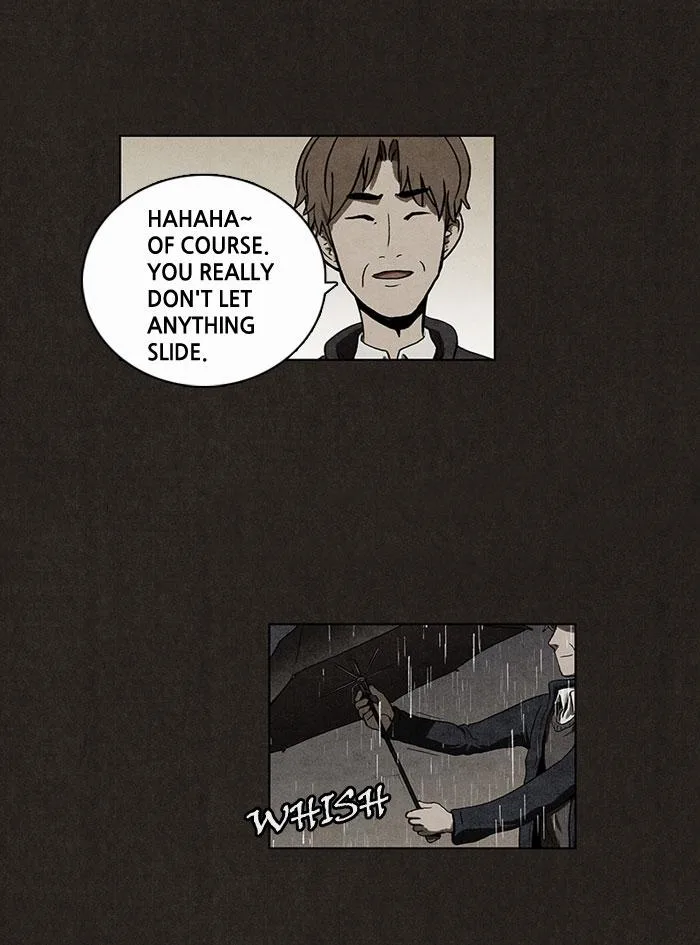 HAHAHA~
OF COURSE.
YOU REALLY
DON'T LET
ANYTHING
SLIDE.
WHISH